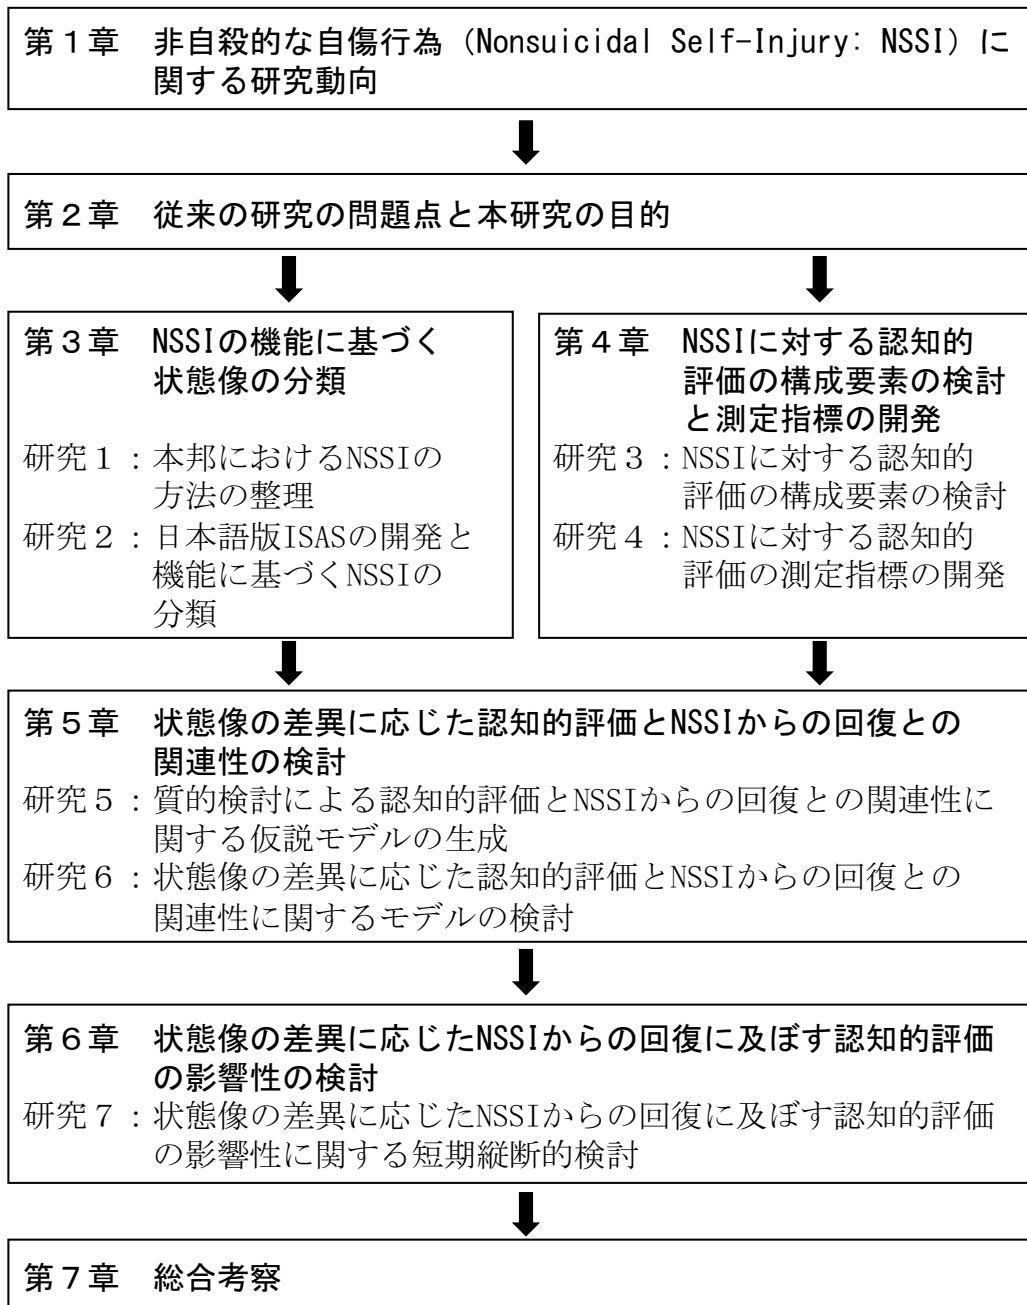 第１章　非自殺的な自傷行為（Nonsuicidal Self-Injury: NSSI）に
関する研究動向
第２章　従来の研究の問題点と本研究の目的
第３章　NSSIの機能に基づく
状態像の分類
研究１：本邦におけるNSSIの
方法の整理
研究２：日本語版ISASの開発と
機能に基づくNSSIの
分類
第４章　NSSIに対する認知的
評価の構成要素の検討
と測定指標の開発
研究３：NSSIに対する認知的
評価の構成要素の検討
研究４：NSSIに対する認知的
評価の測定指標の開発
第５章　状態像の差異に応じた認知的評価とNSSIからの回復との
関連性の検討
研究５：質的検討による認知的評価とNSSIからの回復との関連性に
関する仮説モデルの生成
研究６：状態像の差異に応じた認知的評価とNSSIからの回復との
関連性に関するモデルの検討
第６章　状態像の差異に応じたNSSIからの回復に及ぼす認知的評価
の影響性の検討
研究７：状態像の差異に応じたNSSIからの回復に及ぼす認知的評価
の影響性に関する短期縦断的検討
第７章　総合考察